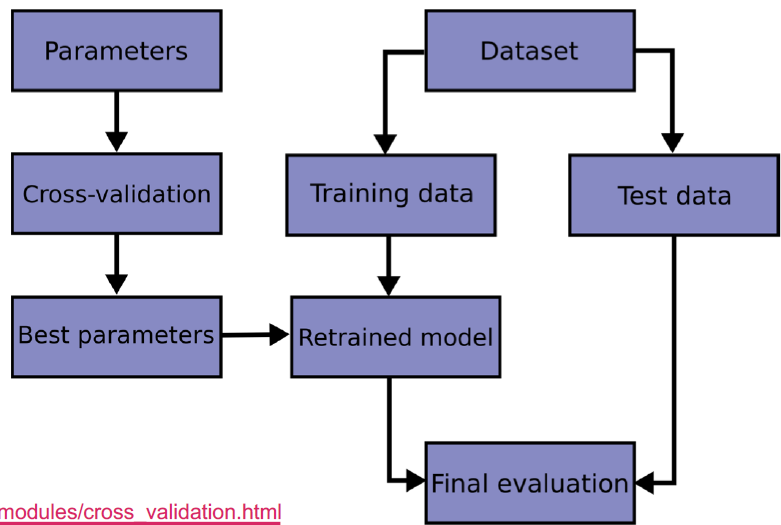 Parameters
Dataset
Cross-validation
Training data
Test data
Best parameters
Retrained model
Final evaluation
modules/cross_validation.html